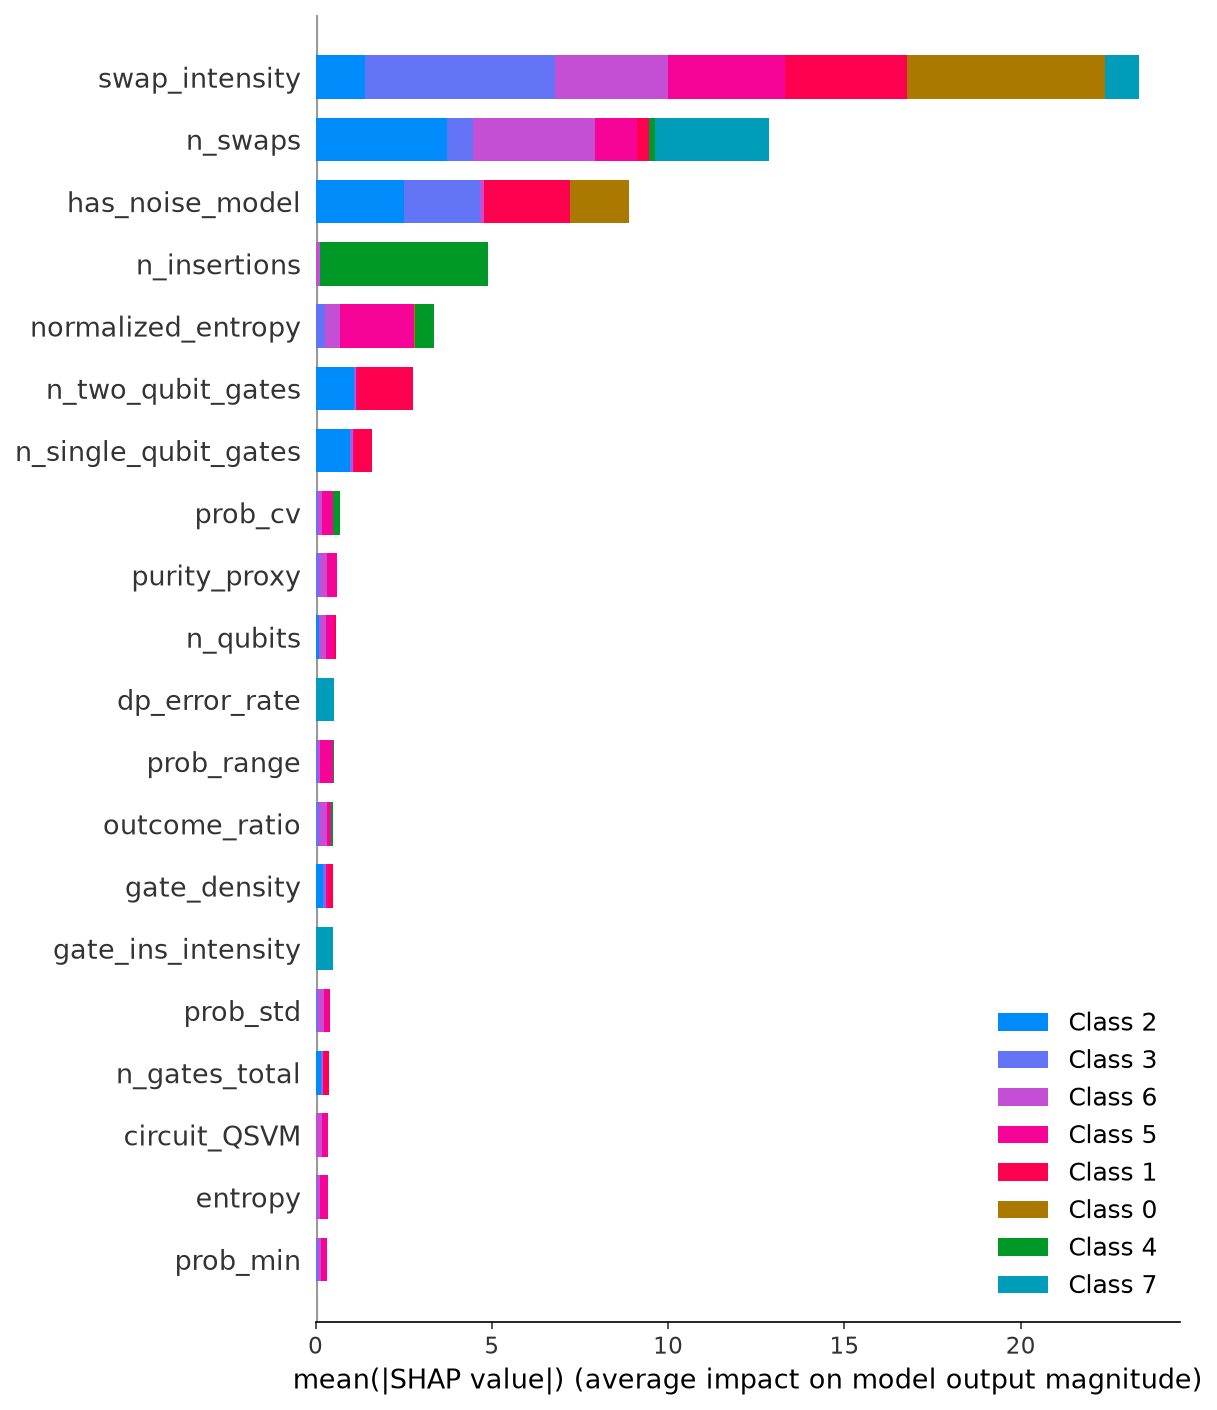 swap_intensity
n_swaps
has_noise_model
n_insertions
normalized_entropy
n_two_qubit_gates
n_single_qubit_gates
prob_cv
purity_proxy
n_qubits
dp_error_rate
prob_range
outcome_ratio
gate_density
gate_ins_intensity
prob_std
n_gates_total
circuit_QSVM
entropy
prob_min
Class 2
Class 3
Class 6
Class 5
Class 1
Class 0
Class 4
Class 7
0 5 10 15 20
mean(|SHAP value|) (average impact on model output magnitude)